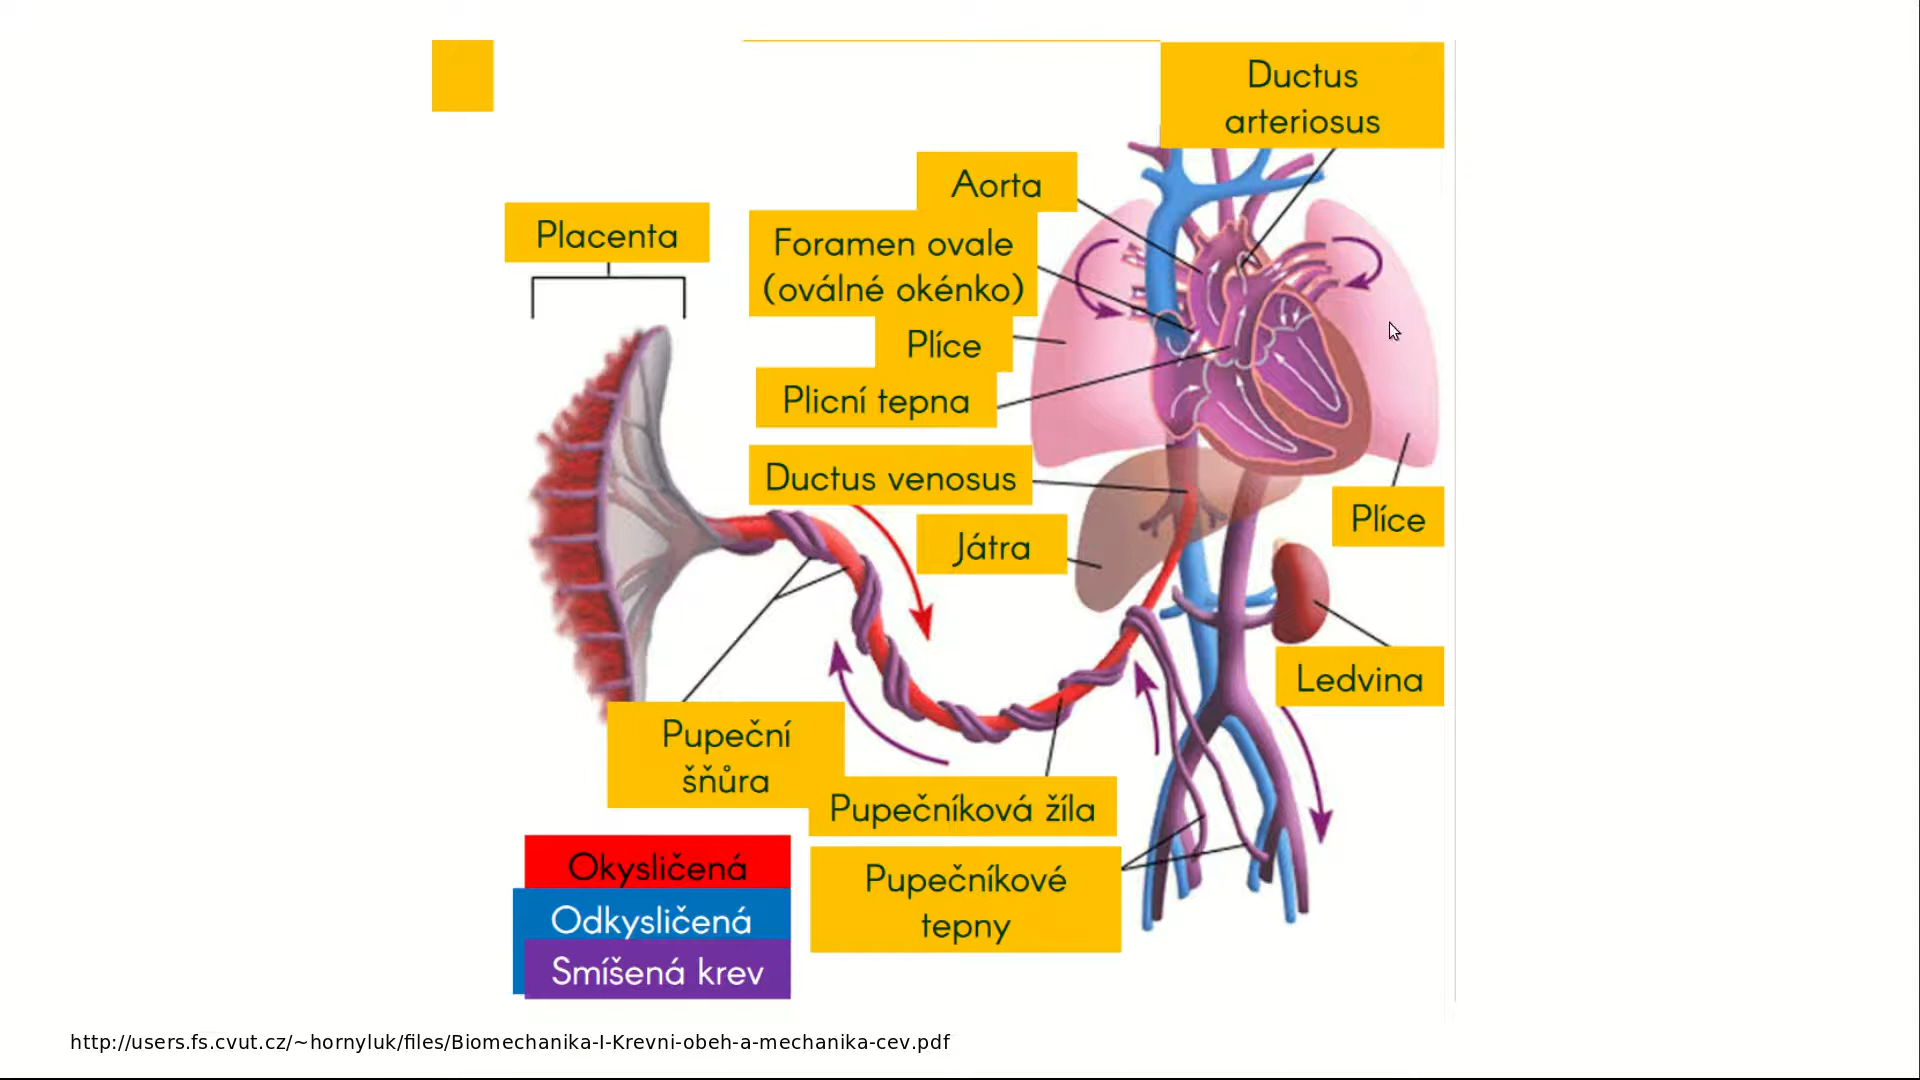 Ductus
arteriosus
Aorta
Placenta
Foramen ovale
(oválné okénko)
Plíce
Plicní tepna
Ductus venosus
Játra
Plíce
Ledvina
Pupeční
šňůra
Pupečníková žíla
Pupečníkové
tepny
Okysličená
Odkysličená
Smíšená krev
http://users.fs.cvut.cz/~hornyluk/files/Biomechanika-I-Krevni-obeh-a-mechanika-cev.pdf